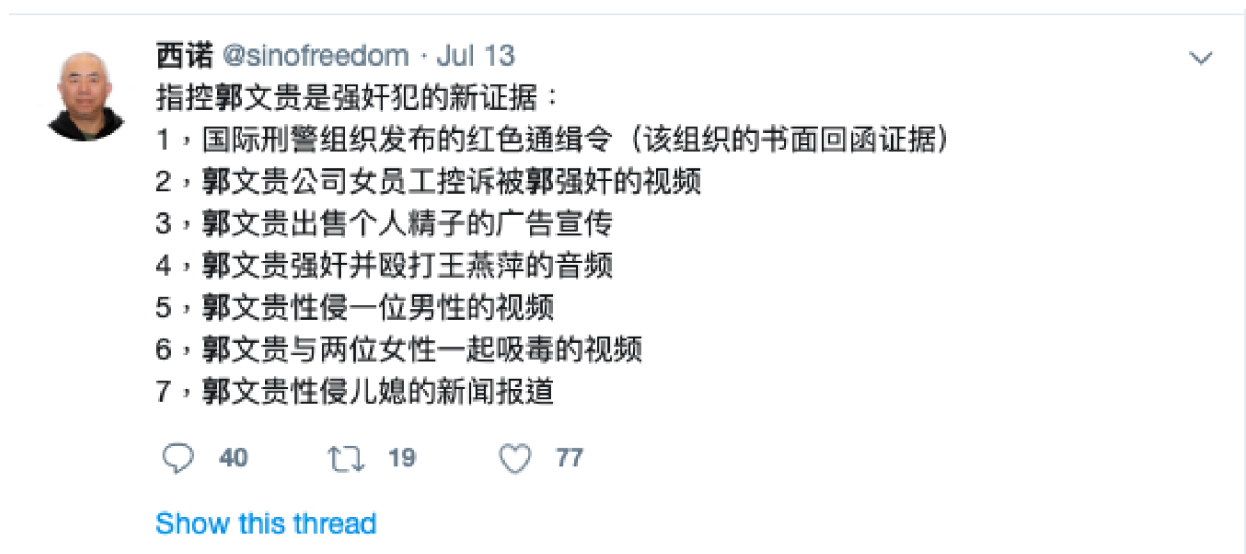 西诺 @sinofreedom · Jul 13
指控郭文贵是强奸犯的新证据：
1，国际刑警组织发布的红色通缉令（该组织的书面回函证据）
2，郭文贵公司女员工控诉被郭强奸的视频
3，郭文贵出售个人精子的广告宣传
4，郭文贵强奸并殴打王燕萍的音频
5，郭文贵性侵一位男性的视频
6，郭文贵与两位女性一起吸毒的视频
7，郭文贵性侵儿媳的新闻报道
40 19 77
Show this thread